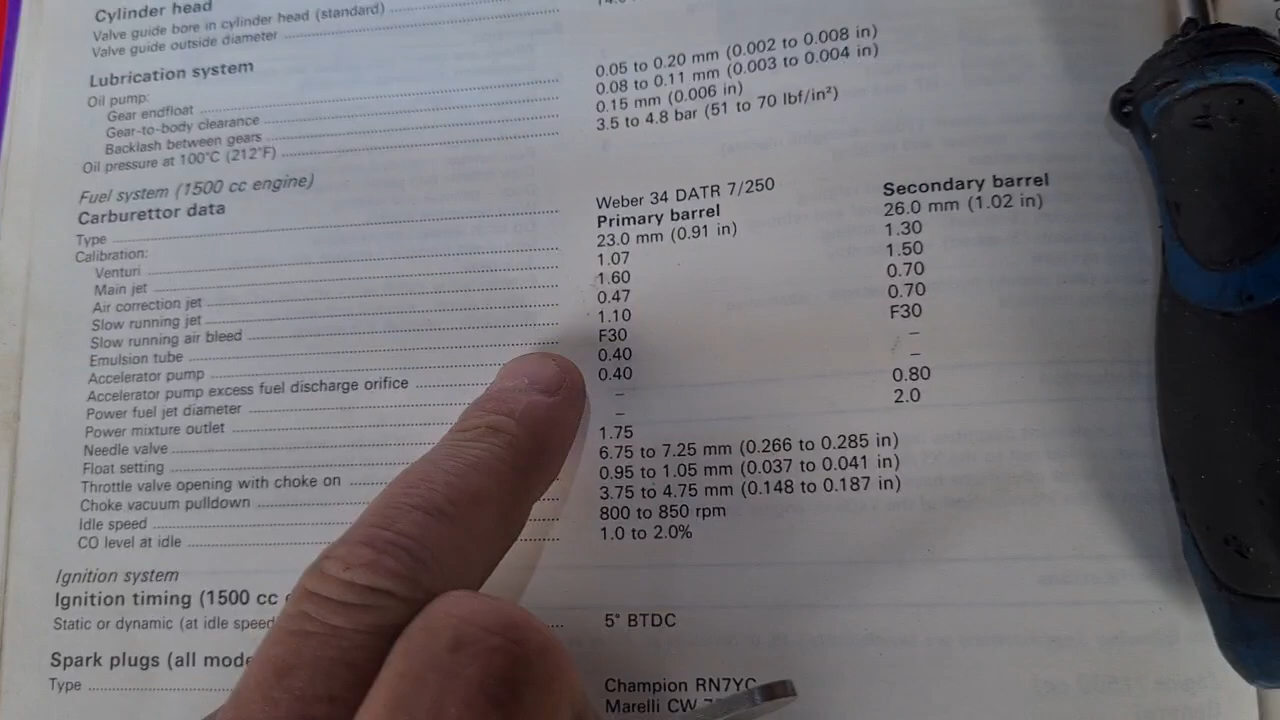 Cylinder head
Valve guide bore in cylinder head (standard)
Valve guide outside diameter
Lubrication system
Oil pump:
Gear endfloat 0.05 to 0.20 mm (0.002 to 0.008 in)
Gear-to-body clearance 0.08 to 0.11 mm (0.003 to 0.004 in)
Backlash between gears 0.15 mm (0.006 in)
Oil pressure at 100°C (212°F) 3.5 to 4.8 bar (51 to 70 lbf/in²)
Fuel system (1500 cc engine)
Carburettor data
Type Weber 34 DATR 7/250
Calibration: Primary barrel Secondary barrel
Venturi 23.0 mm (0.91 in) 26.0 mm (1.02 in)
Main jet 1.07 1.30
Air correction jet 1.60 1.50
Slow running jet 0.47 0.70
Slow running air bleed 1.10 0.70
Emulsion tube F30 F30
Accelerator pump 0.40 –
Accelerator pump excess fuel discharge orifice 0.40 –
Power fuel jet diameter – 0.80
Power mixture outlet – 2.0
Needle valve 1.75
Float setting 6.75 to 7.25 mm (0.266 to 0.285 in)
Throttle valve opening with choke on 0.95 to 1.05 mm (0.037 to 0.041 in)
Choke vacuum pulldown 3.75 to 4.75 mm (0.148 to 0.187 in)
Idle speed 800 to 850 rpm
CO level at idle 1.0 to 2.0%
Ignition system
Ignition timing (1500 cc
Static or dynamic (at idle speed 5° BTDC
Spark plugs (all mode
Type Champion RN7YC
Marelli CW